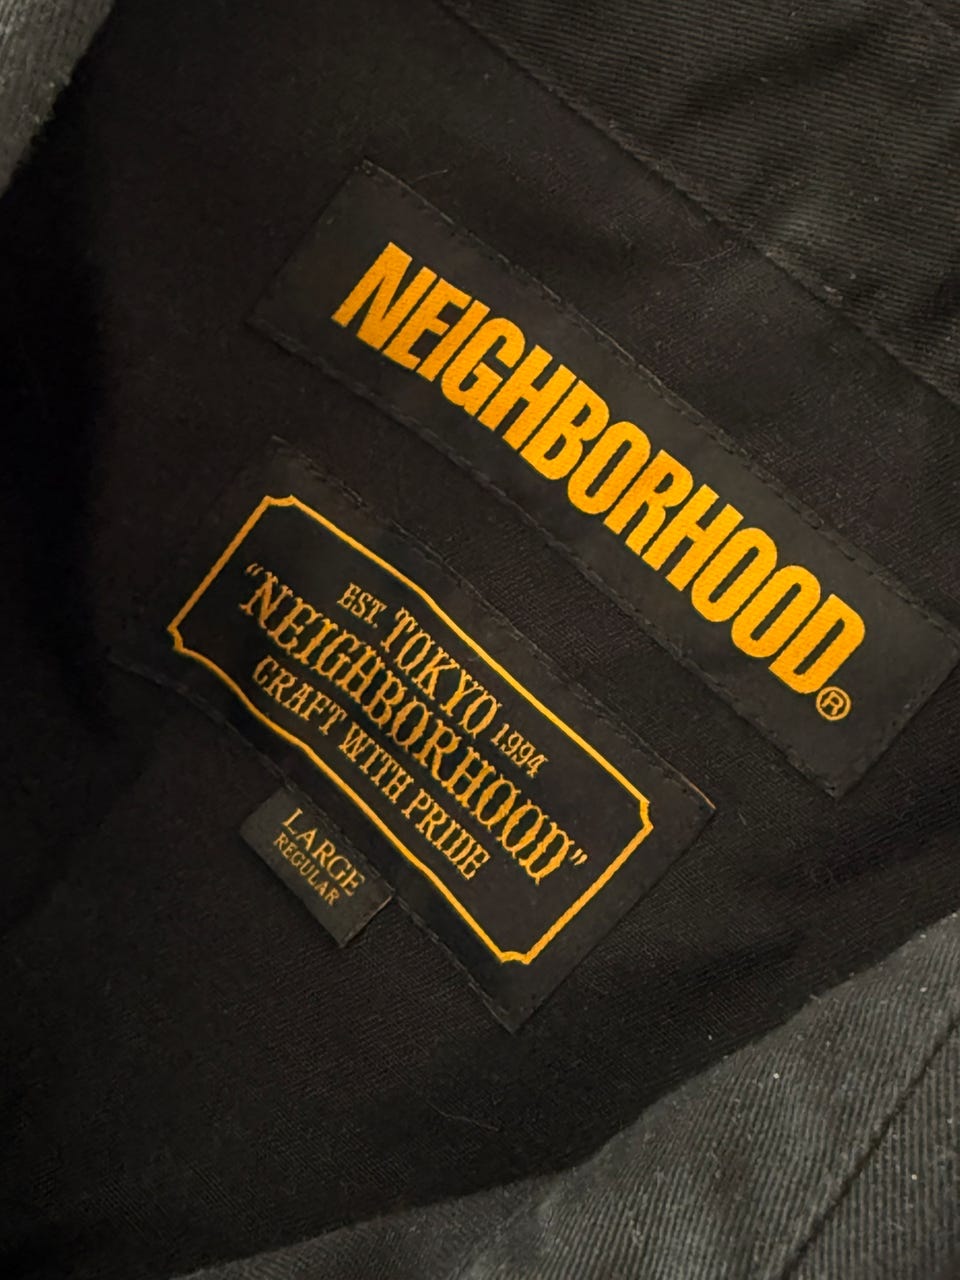 NEIGHBORHOOD®
EST. TOKYO 1994
"NEIGHBORHOOD"
CRAFT WITH PRIDE
LARGE
REGULAR